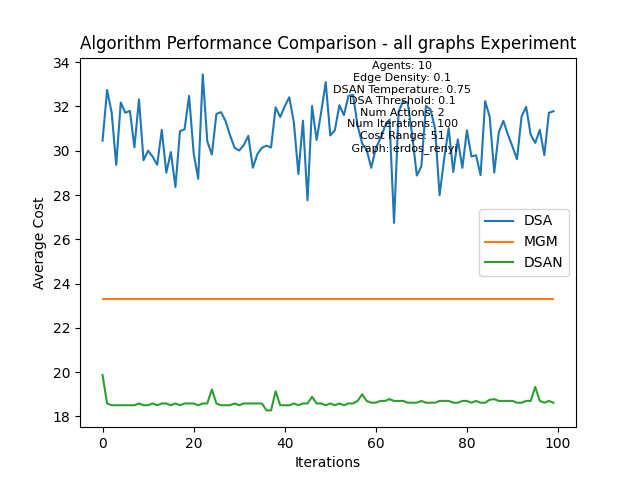 Algorithm Performance Comparison - all graphs Experiment
Agents: 10
Edge Density: 0.1
DSAN Temperature: 0.75
DSA Threshold: 0.1
Num Actions: 2
Num Iterations: 100
Cost Range: 51
Graph: erdos_renyi
34
32
30
28
26
24
22
20
18
Average Cost
DSA
MGM
DSAN
0
20
40
60
80
100
Iterations